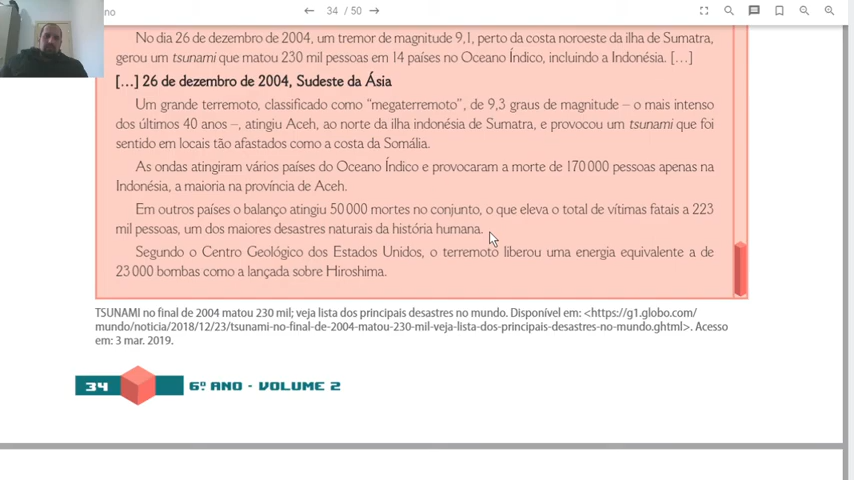 no
34 / 50
No dia 26 de dezembro de 2004, um tremor de magnitude 9,1, perto da costa noroeste da ilha de Sumatra,
gerou um tsunami que matou 230 mil pessoas em 14 países no Oceano Índico, incluindo a Indonésia. […]
[…] 26 de dezembro de 2004, Sudeste da Ásia
Um grande terremoto, classificado como “megaterremoto”, de 9,3 graus de magnitude – o mais intenso
dos últimos 40 anos –, atingiu Aceh, ao norte da ilha indonésia de Sumatra, e provocou um tsunami que foi
sentido em locais tão afastados como a costa da Somália.
As ondas atingiram vários países do Oceano Índico e provocaram a morte de 170 000 pessoas apenas na
Indonésia, a maioria na província de Aceh.
Em outros países o balanço atingiu 50 000 mortes no conjunto, o que eleva o total de vítimas fatais a 223
mil pessoas, um dos maiores desastres naturais da história humana.
Segundo o Centro Geológico dos Estados Unidos, o terremoto liberou uma energia equivalente a de
23 000 bombas como a lançada sobre Hiroshima.
TSUNAMI no final de 2004 matou 230 mil; veja lista dos principais desastres no mundo. Disponível em: <https://g1.globo.com/
mundo/noticia/2018/12/23/tsunami-no-final-de-2004-matou-230-mil-veja-lista-dos-principais-desastres-no-mundo.ghtml>. Acesso
em: 3 mar. 2019.
34 6º ANO - VOLUME 2